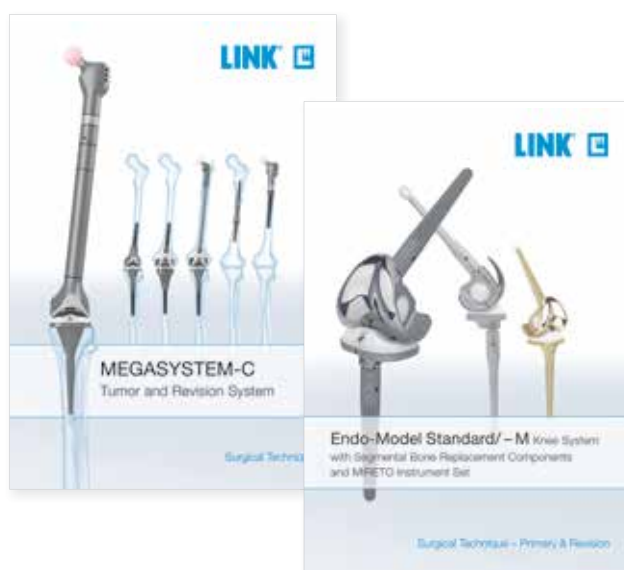 LINK
MEGASYSTEM-C
Tumor and Revision System
Surgical Techniq
LINK
Endo-Model Standard/ – M Knee System
with Segmental Bone Replacement Components
and MIRETO Instrument Set
Surgical Technique – Primary & Revision